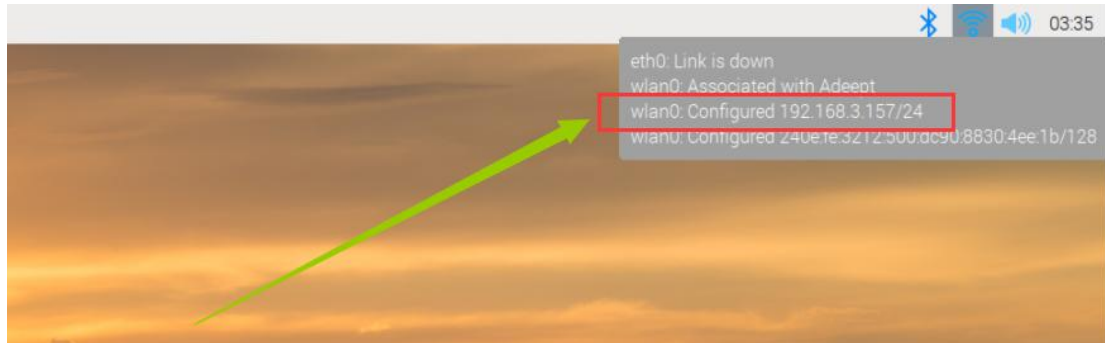 03:35
eth0: Link is down
wlan0: Associated with Adeept
wlan0: Configured 192.168.3.157/24
wlan0: Configured 240e:fe:3212:500:dc90:8830:4ee:1b/128